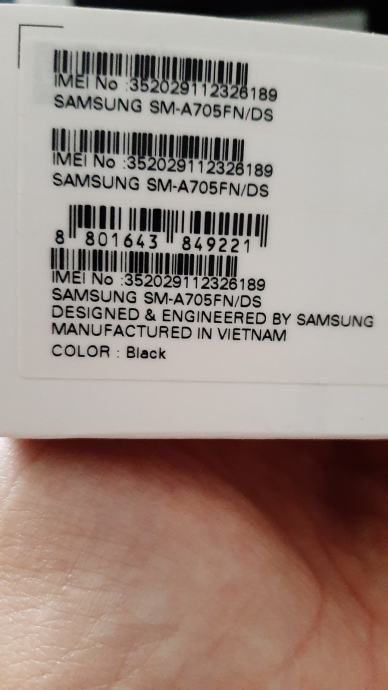 IMEI No :352029112326189
SAMSUNG SM-A705FN/DS
IMEI No :352029112326189
SAMSUNG SM-A705FN/DS
8 801643 849221
IMEI No :352029112326189
SAMSUNG SM-A705FN/DS
DESIGNED & ENGINEERED BY SAMSUNG
MANUFACTURED IN VIETNAM
COLOR : Black